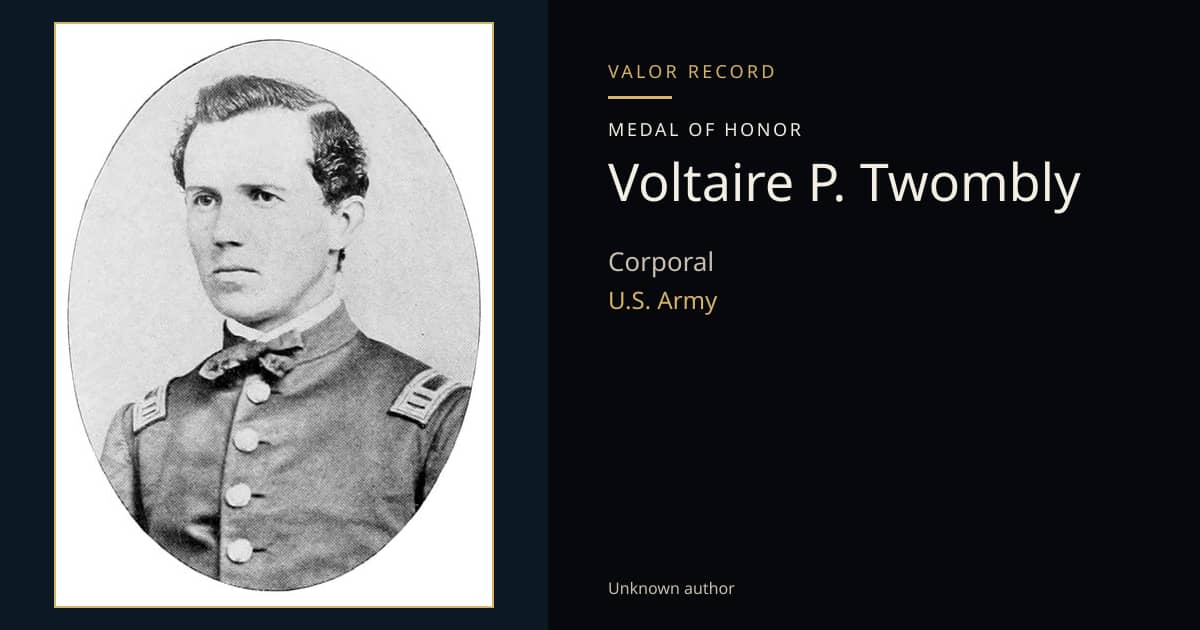 VALOR RECORD
MEDAL OF HONOR
Voltaire P. Twombly
Corporal
U.S. Army
Unknown author